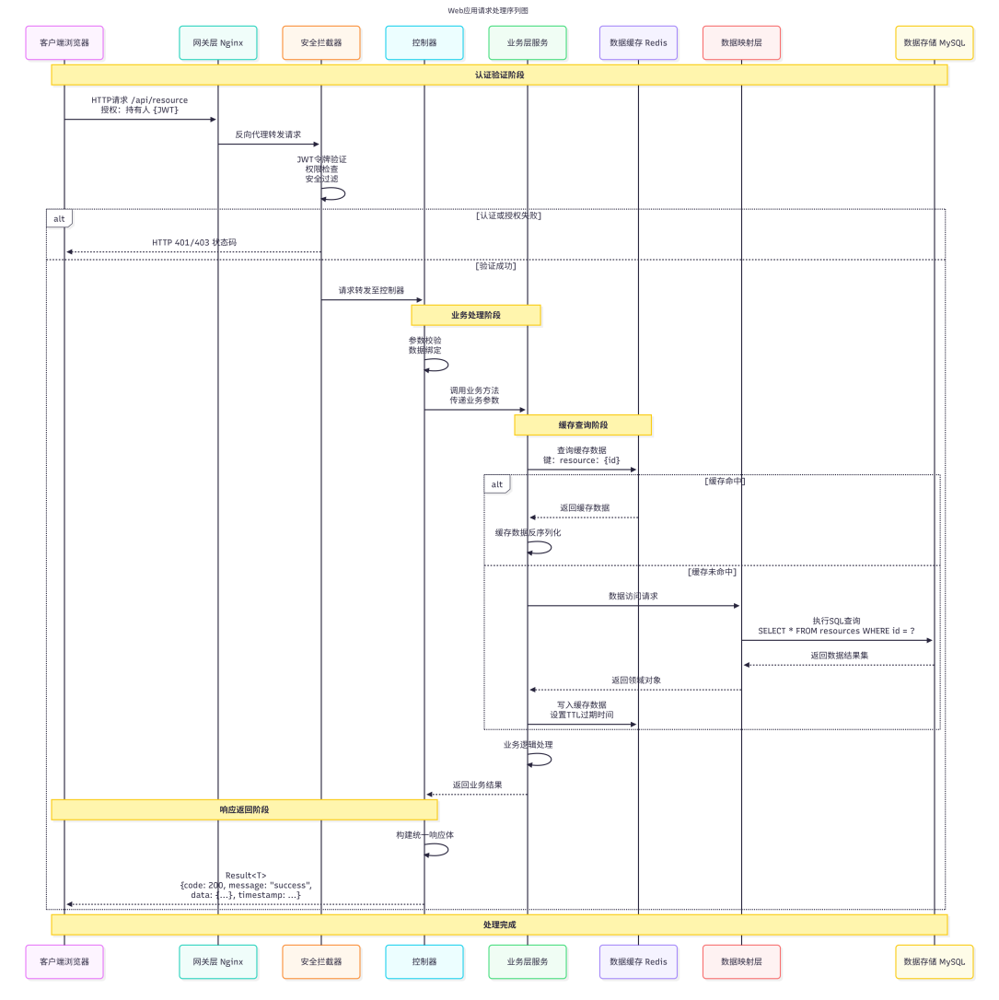 Web应用请求处理序列图
客户端浏览器
网关层 Nginx
安全拦截器
控制器
业务层服务
数据缓存 Redis
数据映射层
数据存储 MySQL
认证验证阶段
HTTP请求 /api/resource
授权：持有人 {JWT}
反向代理转发请求
JWT令牌验证
权限检查
安全过滤
alt
[认证或授权失败]
HTTP 401/403 状态码
[验证成功]
请求转发至控制器
业务处理阶段
参数校验
数据绑定
调用业务方法
传递业务参数
缓存查询阶段
查询缓存数据
键：resource：{id}
alt
[缓存命中]
返回缓存数据
缓存数据反序列化
[缓存未命中]
数据访问请求
执行SQL查询
SELECT * FROM resources WHERE id = ?
返回数据结果集
返回领域对象
写入缓存数据
设置TTL过期时间
业务逻辑处理
返回业务结果
响应返回阶段
构建统一响应体
Result<T>
{code: 200, message: "success",
data: {...}, timestamp: ...}
处理完成
客户端浏览器
网关层 Nginx
安全拦截器
控制器
业务层服务
数据缓存 Redis
数据映射层
数据存储 MySQL